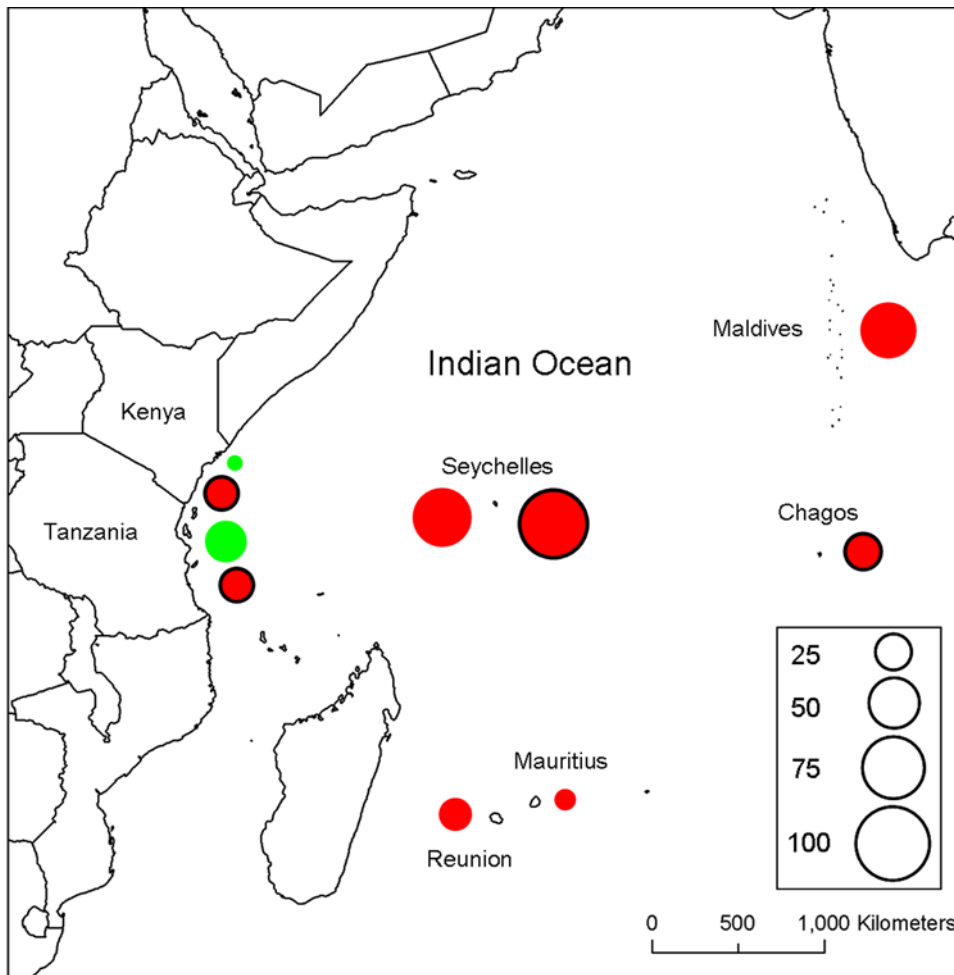 Maldives
Indian Ocean
Kenya
Seychelles
Tanzania
Chagos
25
50
75
100
Mauritius
Reunion
0 500 1,000 Kilometers